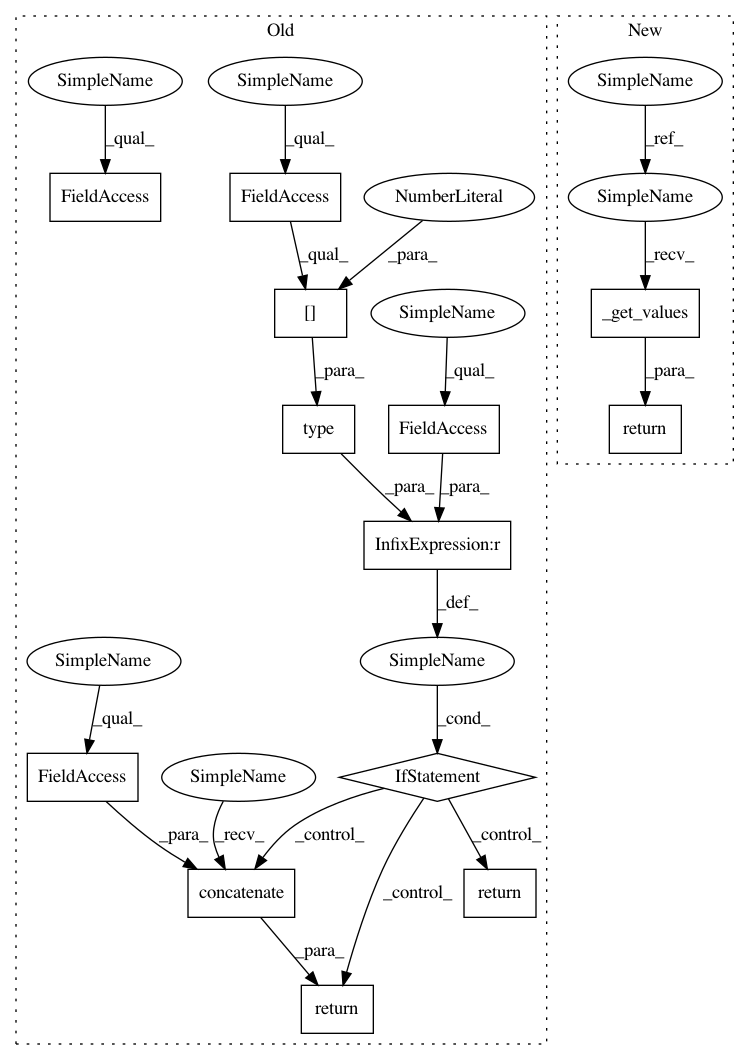 Old
New
SimpleName
SimpleName
SimpleName
_qual_
_qual_
_ref_
FieldAccess
FieldAccess
NumberLiteral
SimpleName
_qual_
_para_
_recv_
[]
SimpleName
_get_values
_para_
_qual_
_para_
type
FieldAccess
return
_para_
_para_
InfixExpression:r
_def_
SimpleName
SimpleName
_qual_
_cond_
FieldAccess
SimpleName
IfStatement
_para_
_recv_
_control_
_control_
_control_
concatenate
return
_para_
return